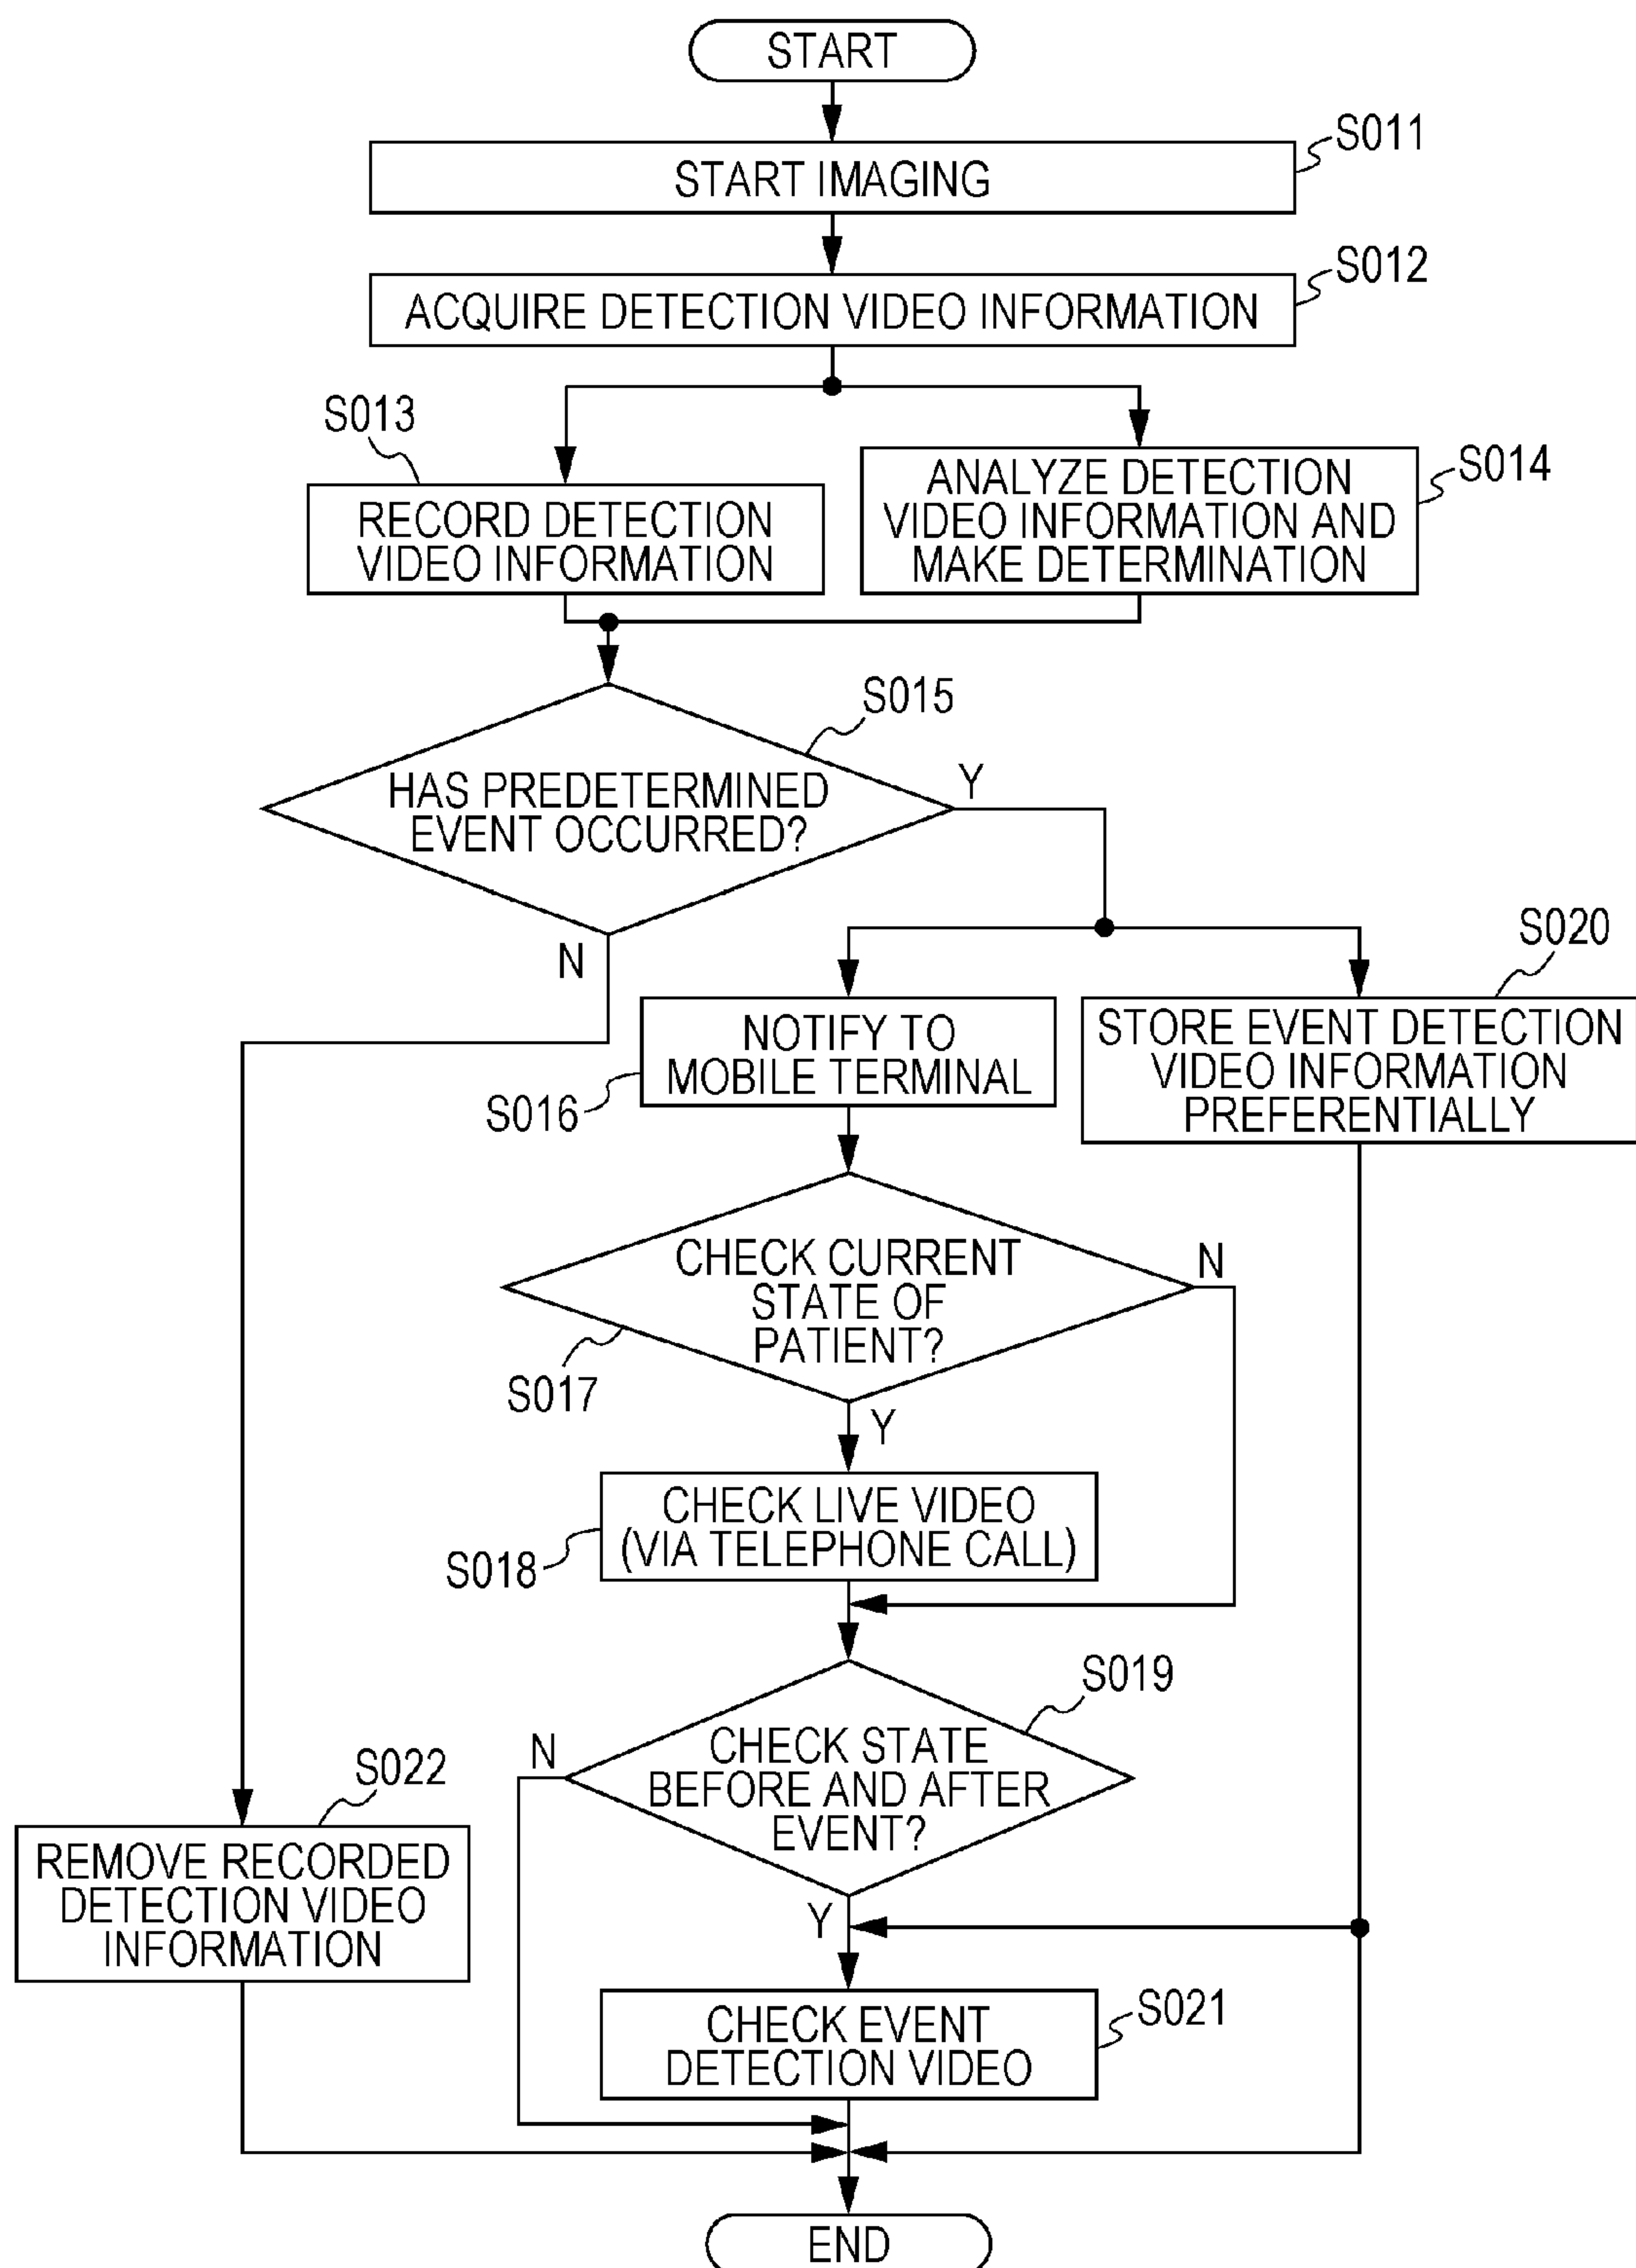 START
S011
START IMAGING
S012
ACQUIRE DETECTION VIDEO INFORMATION
S013
RECORD DETECTION
VIDEO INFORMATION
S014
ANALYZE DETECTION
VIDEO INFORMATION AND
MAKE DETERMINATION
S015
HAS PREDETERMINED
EVENT OCCURRED?
Y
N
S016
NOTIFY TO
MOBILE TERMINAL
S020
STORE EVENT DETECTION
VIDEO INFORMATION
PREFERENTIALLY
CHECK CURRENT
STATE OF
PATIENT?
N
S017
Y
CHECK LIVE VIDEO
(VIA TELEPHONE CALL)
S018
S019
CHECK STATE
BEFORE AND AFTER
EVENT?
N
Y
S022
REMOVE RECORDED
DETECTION VIDEO
INFORMATION
S021
CHECK EVENT
DETECTION VIDEO
END